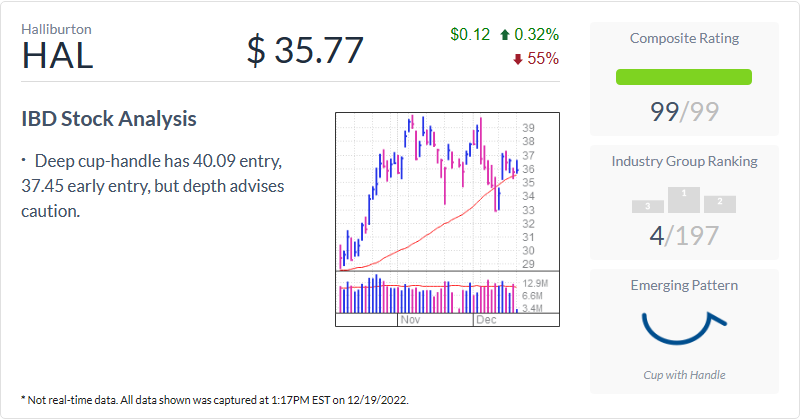 Halliburton
HAL
$ 35.77
$0.12 0.32%
55%
IBD Stock Analysis
• Deep cup-handle has 40.09 entry,
37.45 early entry, but depth advises
caution.
39
38
37
36
35
34
33
32
31
30
29
12.9M
6.6M
3.4M
Nov Dec
Composite Rating
99/99
Industry Group Ranking
3 1 2
4/197
Emerging Pattern
Cup with Handle
* Not real-time data. All data shown was captured at 1:17PM EST on 12/19/2022.